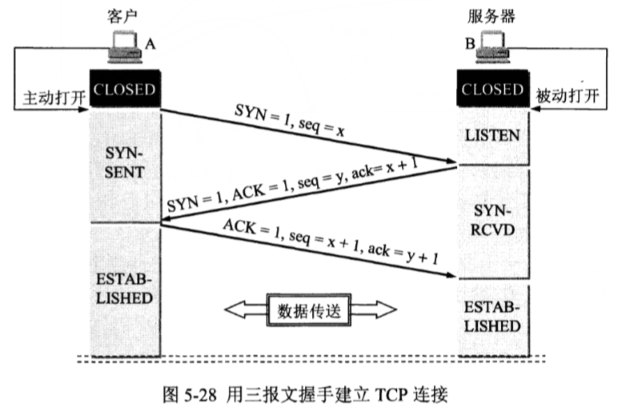 客户
服务器
A
B
CLOSED
CLOSED
主动打开
被动打开
SYN = 1, seq = x
LISTEN
SYN-
SENT
SYN = 1, ACK = 1, seq = y, ack= x + 1
SYN-
RCVD
ACK = 1, seq = x + 1, ack = y + 1
ESTAB-
LISHED
数据传送
ESTAB-
LISHED
图 5-28 用三报文握手建立 TCP 连接